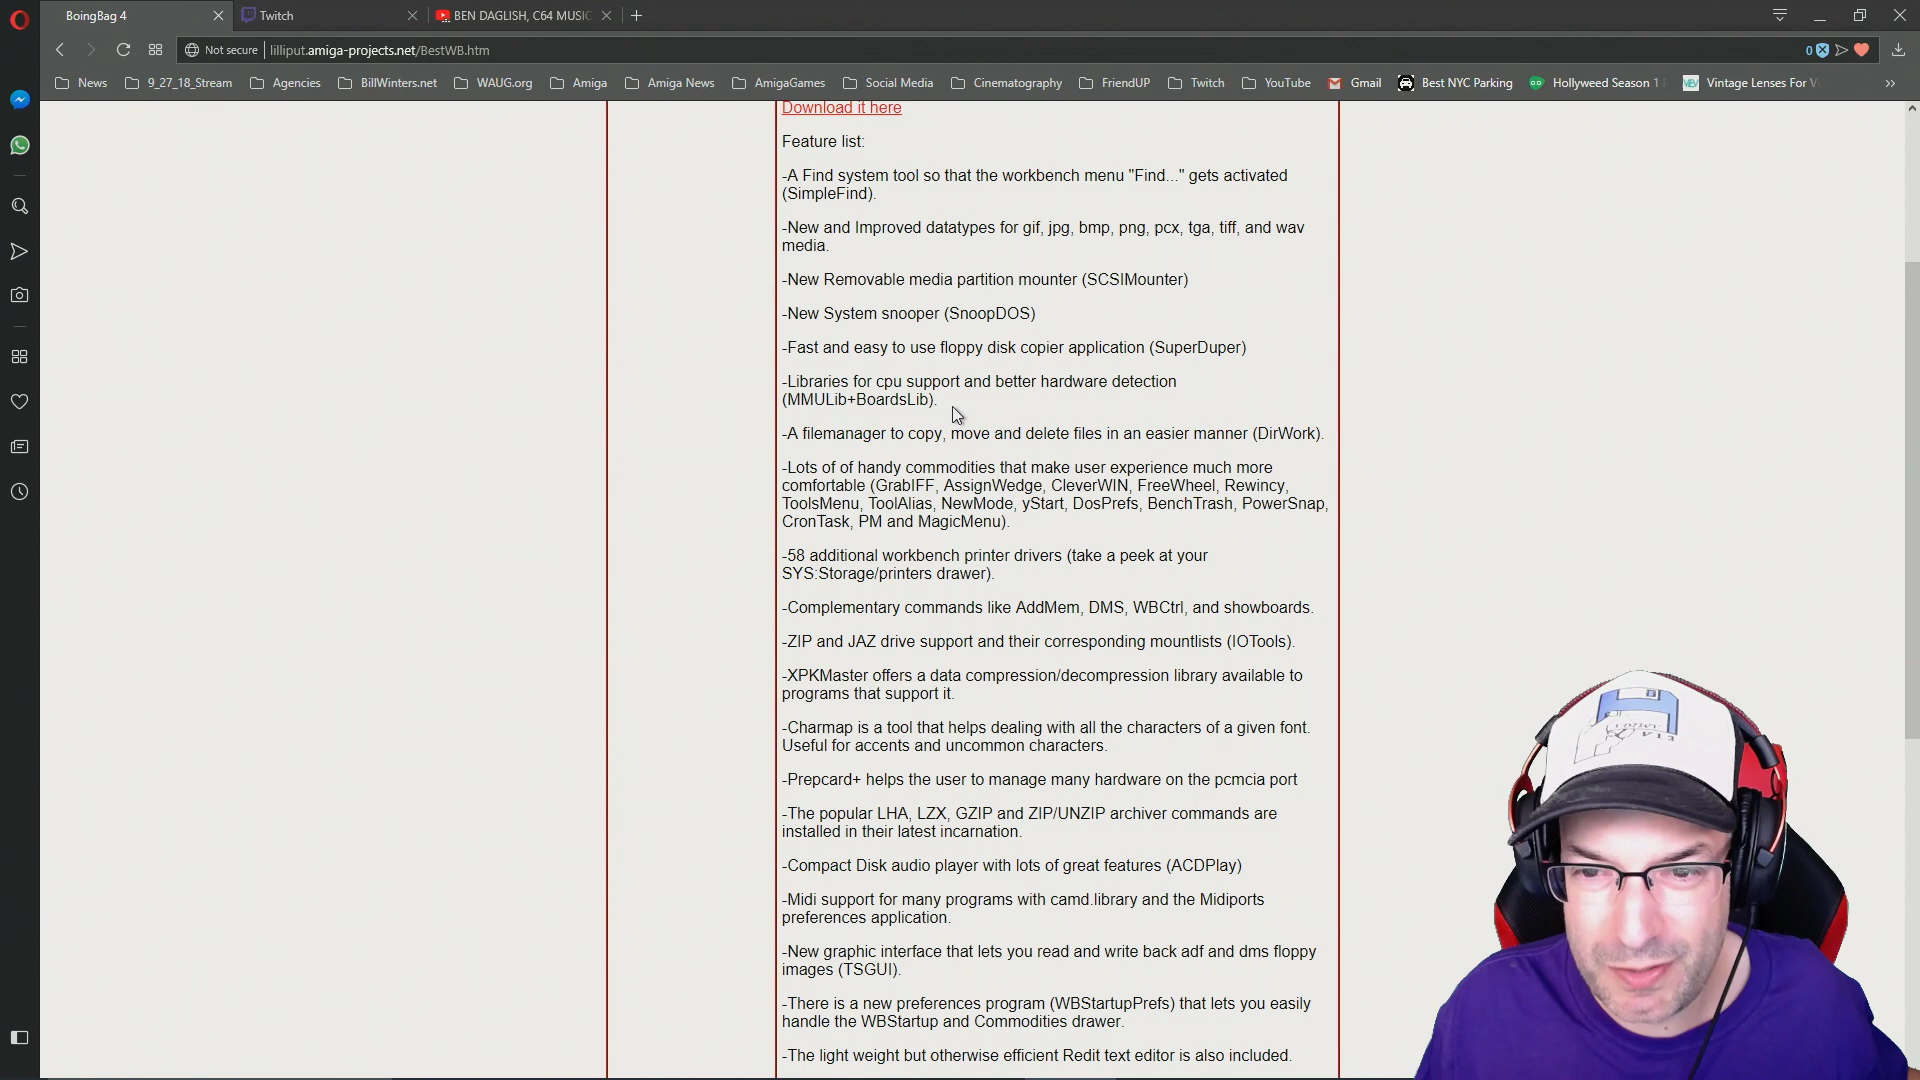 BoingBag 4
Twitch
BEN DAGLISH, C64 MUSIC
Not secure
lilliput.amiga-projects.net/BestWB.htm
0
News
9_27_18_Stream
Agencies
BillWinters.net
WAUG.org
Amiga
Amiga News
AmigaGames
Social Media
Cinematography
FriendUP
Twitch
YouTube
Gmail
Best NYC Parking
Hollyweed Season 1
Vintage Lenses For V
Download it here
Feature list:
-A Find system tool so that the workbench menu "Find..." gets activated
(SimpleFind).
-New and Improved datatypes for gif, jpg, bmp, png, pcx, tga, tiff, and wav
media.
-New Removable media partition mounter (SCSIMounter)
-New System snooper (SnoopDOS)
-Fast and easy to use floppy disk copier application (SuperDuper)
-Libraries for cpu support and better hardware detection
(MMULib+BoardsLib).
-A filemanager to copy, move and delete files in an easier manner (DirWork).
-Lots of of handy commodities that make user experience much more
comfortable (GrabIFF, AssignWedge, CleverWIN, FreeWheel, Rewincy,
ToolsMenu, ToolAlias, NewMode, yStart, DosPrefs, BenchTrash, PowerSnap,
CronTask, PM and MagicMenu).
-58 additional workbench printer drivers (take a peek at your
SYS:Storage/printers drawer).
-Complementary commands like AddMem, DMS, WBCtrl, and showboards.
-ZIP and JAZ drive support and their corresponding mountlists (IOTools).
-XPKMaster offers a data compression/decompression library available to
programs that support it.
-Charmap is a tool that helps dealing with all the characters of a given font.
Useful for accents and uncommon characters.
-Prepcard+ helps the user to manage many hardware on the pcmcia port
-The popular LHA, LZX, GZIP and ZIP/UNZIP archiver commands are
installed in their latest incarnation.
-Compact Disk audio player with lots of great features (ACDPlay)
-Midi support for many programs with camd.library and the Midiports
preferences application.
-New graphic interface that lets you read and write back adf and dms floppy
images (TSGUI).
-There is a new preferences program (WBStartupPrefs) that lets you easily
handle the WBStartup and Commodities drawer.
-The light weight but otherwise efficient Redit text editor is also included.